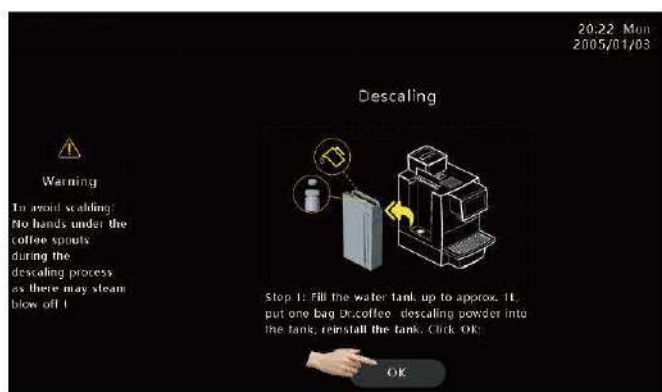 20:22 Mon
2005/01/03
Descaling
Warning
To avoid scalding!
No hands under the
coffee spouts
during the
descaling process
as there may steam
blow off !
Step 1: Fill the water tank up to approx. 1L,
put one bag Dr.coffee descaling powder into
the tank, reinstall the tank. Click OK;
OK